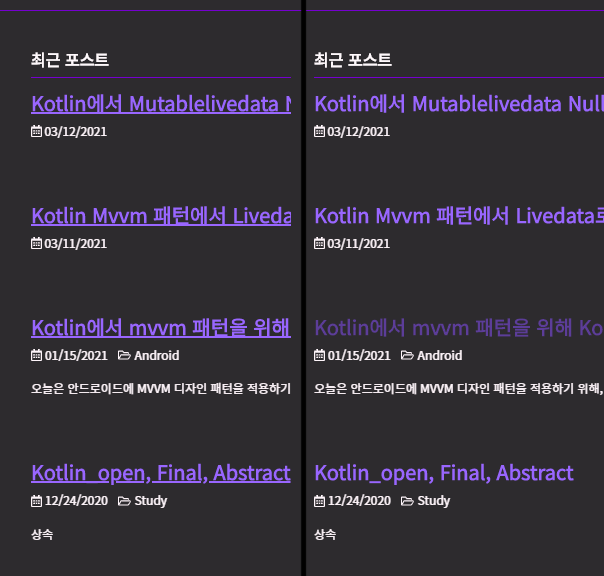 최근 포스트
Kotlin에서 Mutablelivedata
03/12/2021
Kotlin Mvvm 패턴에서 Liveda
03/11/2021
Kotlin에서 mvvm 패턴을 위해
01/15/2021 Android
오늘은 안드로이드에 MVVM 디자인 패턴을 적용하기
Kotlin_open, Final, Abstract
12/24/2020 Study
상속
최근 포스트
Kotlin에서 Mutablelivedata Null
03/12/2021
Kotlin Mvvm 패턴에서 Livedata로
03/11/2021
Kotlin에서 mvvm 패턴을 위해 Ko
01/15/2021 Android
오늘은 안드로이드에 MVVM 디자인 패턴을 적용하기 위해,
Kotlin_open, Final, Abstract
12/24/2020 Study
상속